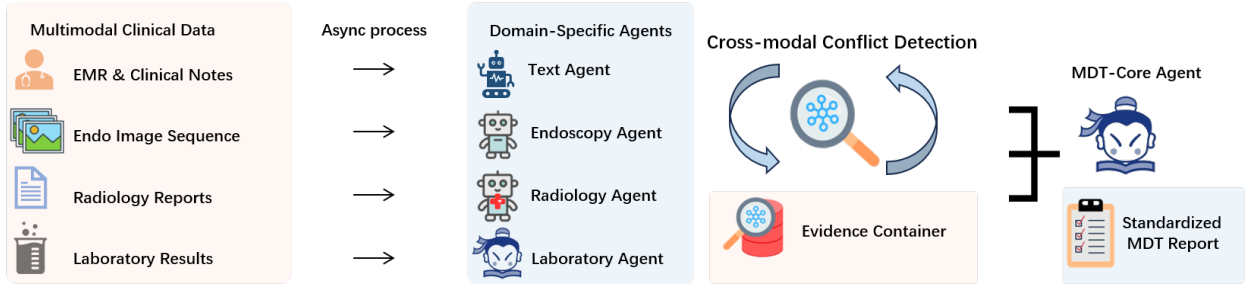 Multimodal Clinical Data
EMR & Clinical Notes
Endo Image Sequence
Radiology Reports
Laboratory Results
Async process
Domain-Specific Agents
Text Agent
Endoscopy Agent
Radiology Agent
Laboratory Agent
Cross-modal Conflict Detection
Evidence Container
MDT-Core Agent
Standardized
MDT Report